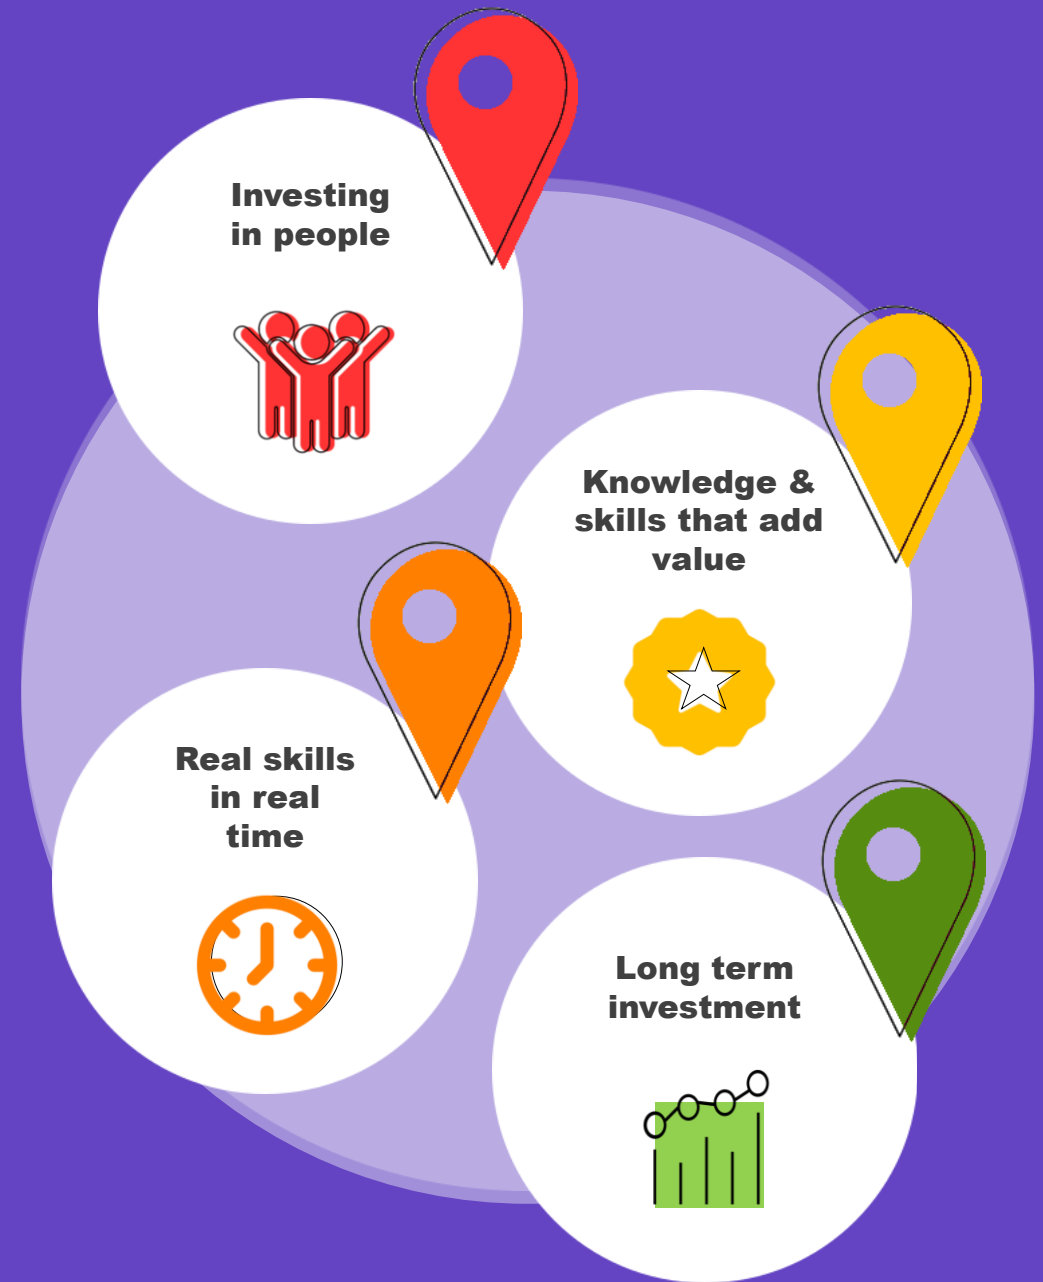 Investing
in people
Knowledge &
skills that add
value
Real skills
in real
time
Long term
investment